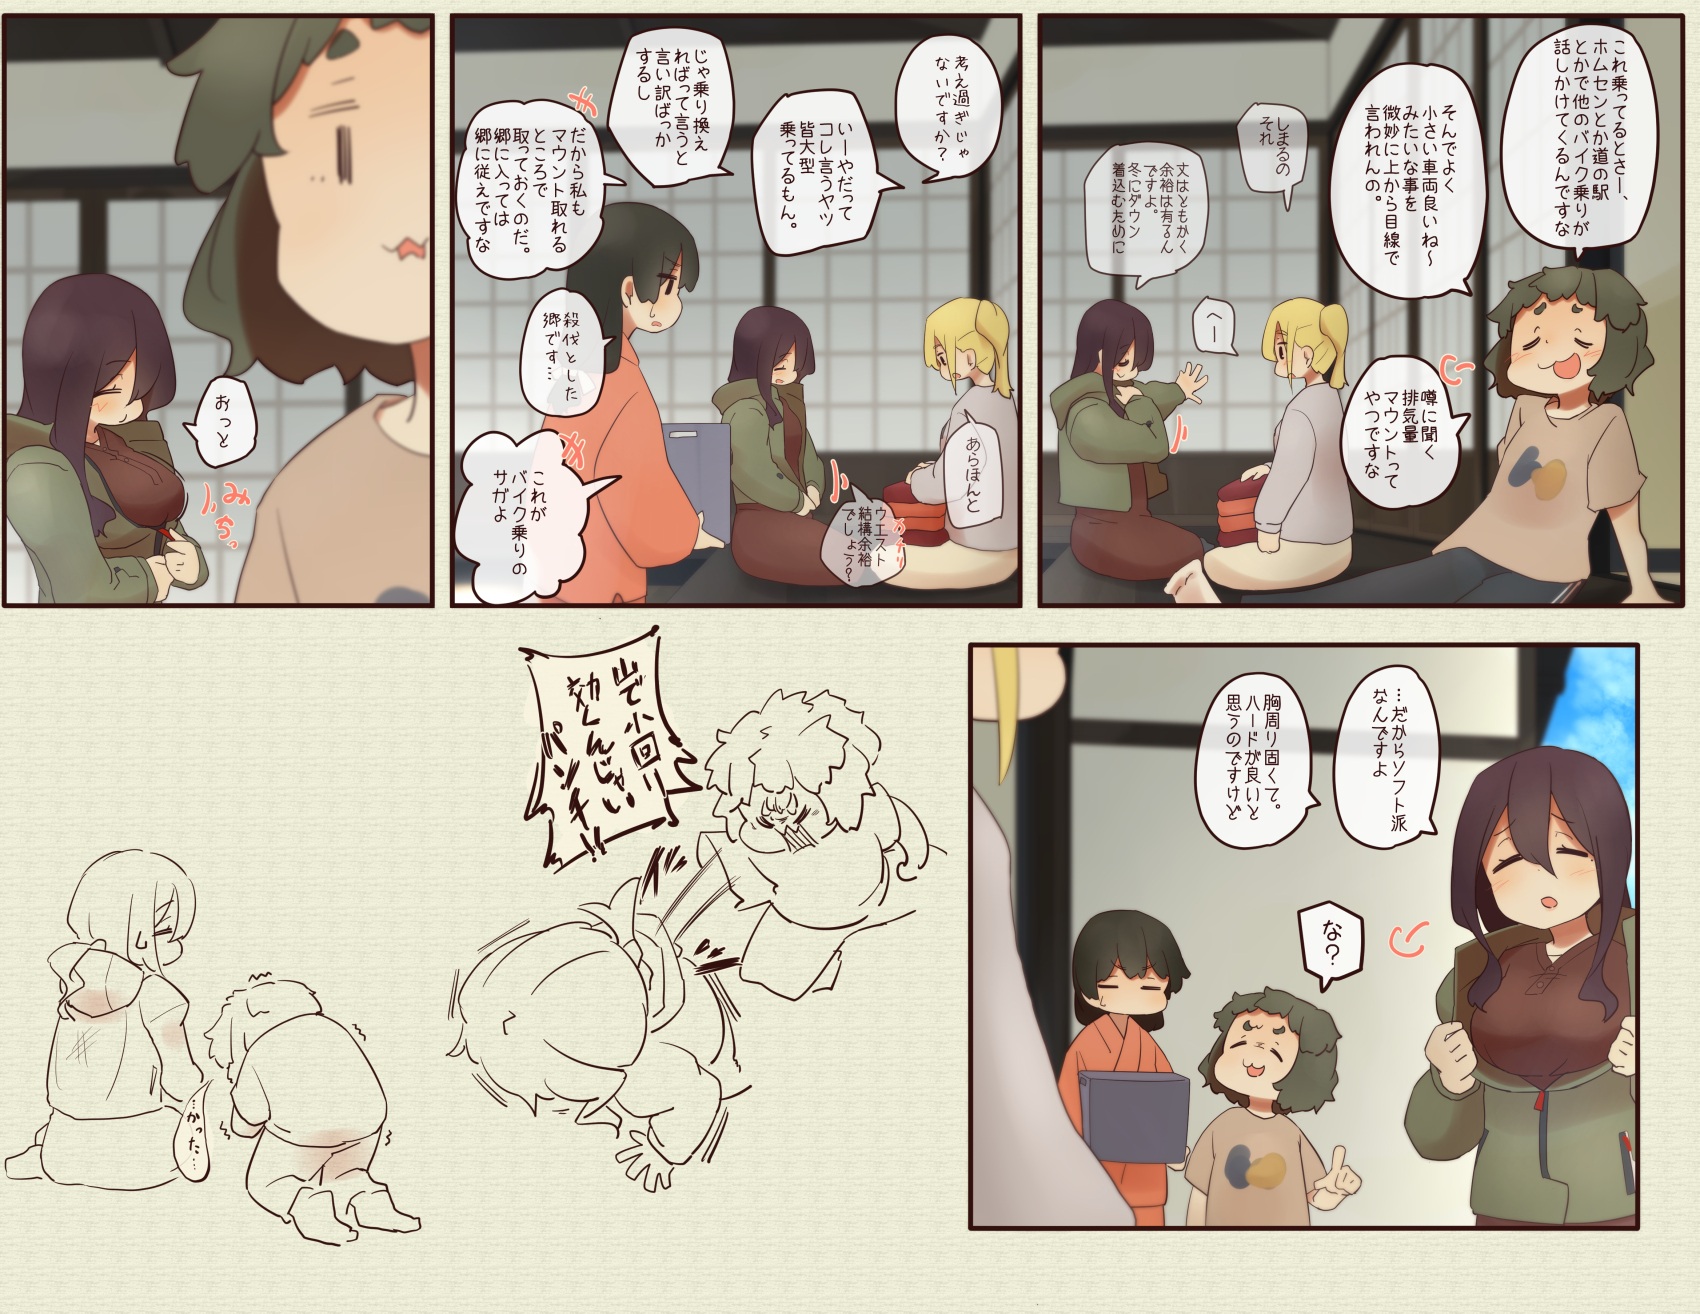 これ乗ってるとさー、
ホムセンとか道の駅
とかで他のバイク乗りが
話しかけてくるんですな
そんでよく
小さい車両良いね〜
みたいな事を
微妙に上から目線で
言われんの。
噂に聞く
排気量
マウントって
やつですな
しまるの
それ
丈はともかく
余裕は有るん
ですよ。
冬にダウン
着込むために
へー
考え過ぎじゃ
ないですか？
いーやだって
コレ言うヤツ
皆大型
乗ってるもん。
じゃ乗り換え
ればって言うと
言い訳ばっか
するし
だから私も
マウント取れる
ところで
取っておくのだ。
郷に入っては
郷に従えですな
殺伐とした
郷です…
これが
バイク乗りの
サガよ
あらほんと
ウエスト
結構余裕
でしょう？
おっと
みちっ
…だからソフト派
なんですよ
胸周り固くて。
ハードが良いと
思うのですけど
な？
山で小回り
効くんじゃい
パンチ!!
…かった…